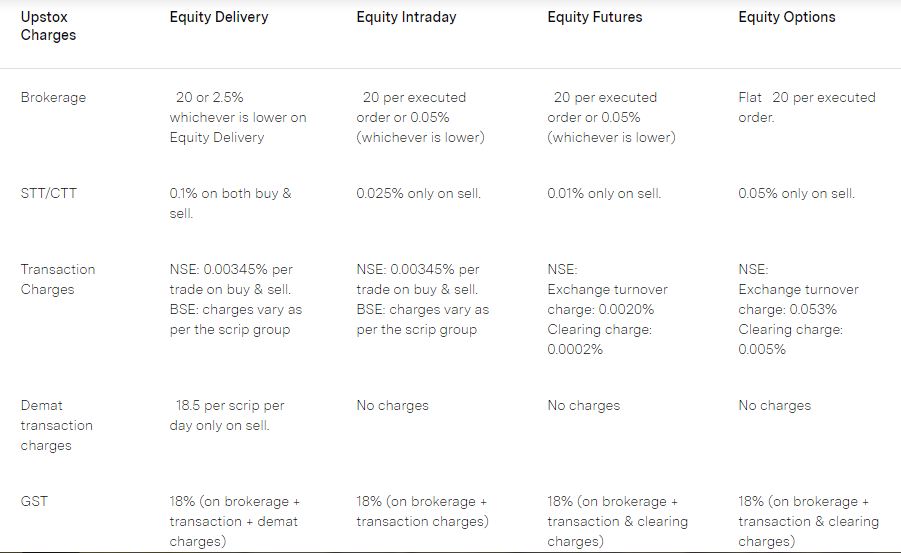 Upstox Charges
Equity Delivery
Equity Intraday
Equity Futures
Equity Options
Brokerage
20 or 2.5%
whichever is lower on
Equity Delivery
20 per executed
order or 0.05%
(whichever is lower)
20 per executed
order or 0.05%
(whichever is lower)
Flat 20 per executed
order.
STT/CTT
0.1% on both buy &
sell.
0.025% only on sell.
0.01% only on sell.
0.05% only on sell.
Transaction
Charges
NSE: 0.00345% per
trade on buy & sell.
BSE: charges vary as
per the scrip group
NSE: 0.00345% per
trade on buy & sell.
BSE: charges vary as
per the scrip group
NSE:
Exchange turnover
charge: 0.0020%
Clearing charge:
0.0002%
NSE:
Exchange turnover
charge: 0.053%
Clearing charge:
0.005%
Demat
transaction
charges
18.5 per scrip per
day only on sell.
No charges
No charges
No charges
GST
18% (on brokerage +
transaction + demat
charges)
18% (on brokerage +
transaction charges)
18% (on brokerage +
transaction & clearing
charges)
18% (on brokerage +
transaction & clearing
charges)